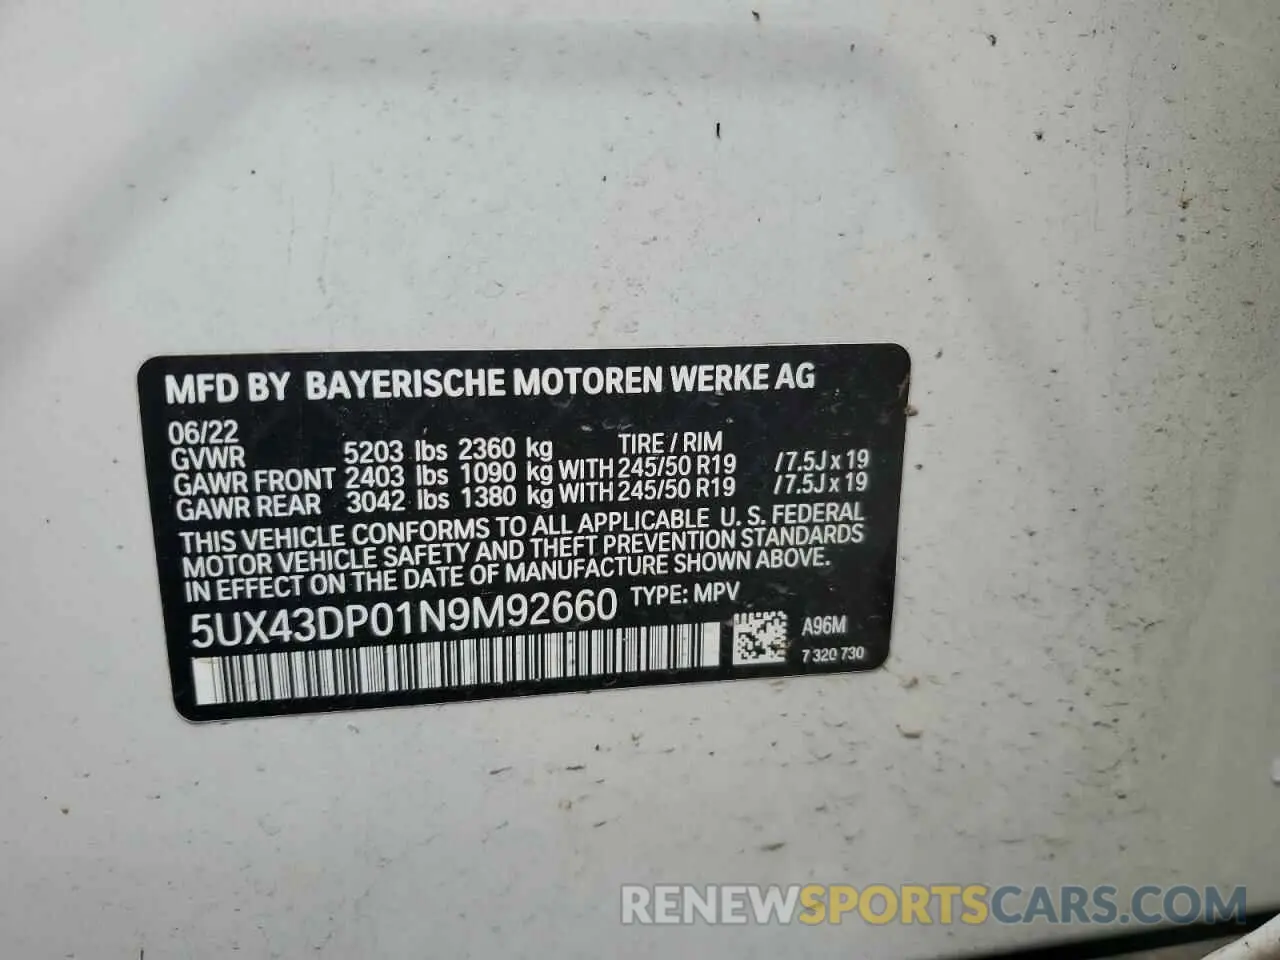 MFD BY BAYERISCHE MOTOREN WERKE AG
06/22
GVWR 5203 lbs 2360 kg TIRE / RIM
GAWR FRONT 2403 lbs 1090 kg WITH 245/50 R19 /7.5J x 19
GAWR REAR 3042 lbs 1380 kg WITH 245/50 R19 /7.5J x 19
THIS VEHICLE CONFORMS TO ALL APPLICABLE U. S. FEDERAL
MOTOR VEHICLE SAFETY AND THEFT PREVENTION STANDARDS
IN EFFECT ON THE DATE OF MANUFACTURE SHOWN ABOVE.
5UX43DP01N9M92660 TYPE: MPV
A96M
7 320 730
RENEWSPORTSCARS.COM